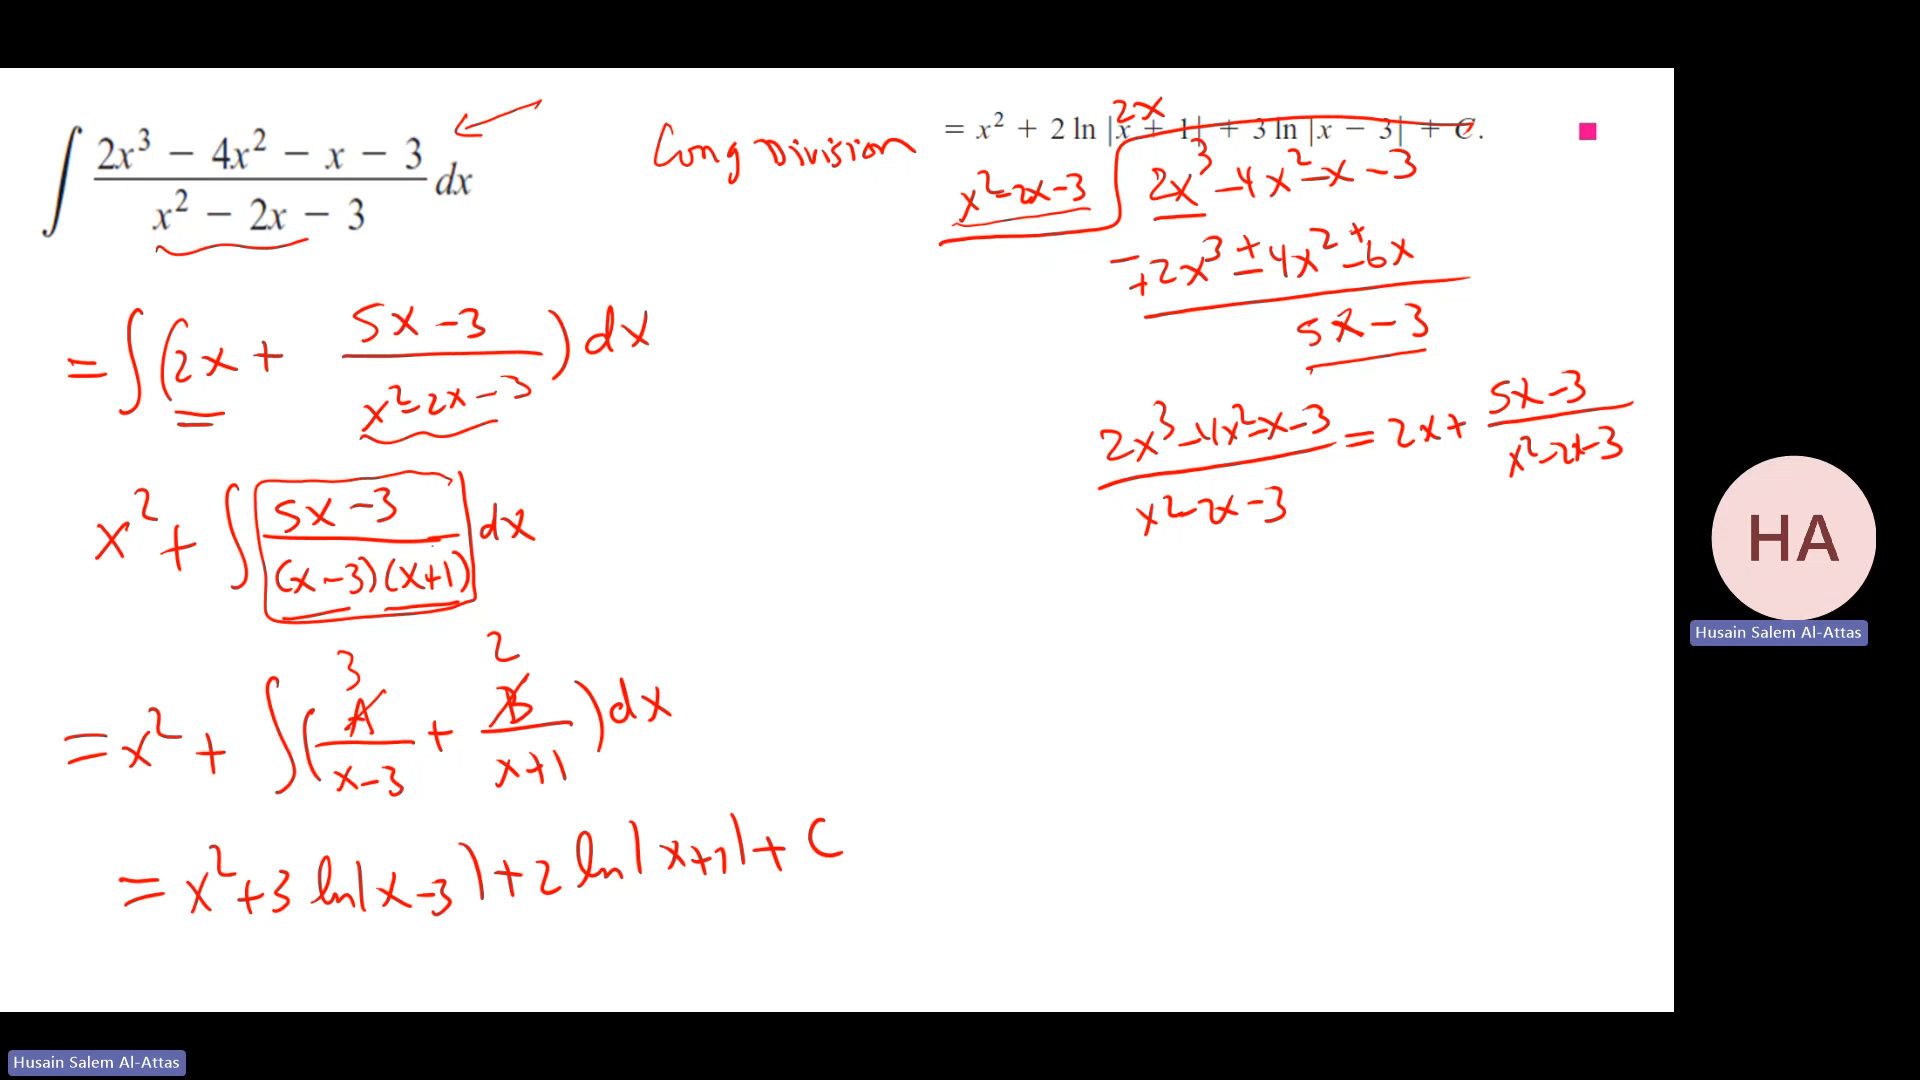 ∫ (2x³ − 4x² − x − 3)/(x² − 2x − 3) dx
= ∫(2x + (5x−3)/(x²−2x−3)) dx
x² + ∫ (5x−3)/((x−3)(x+1)) dx
3 2
= x² + ∫(A/(x−3) + B/(x+1)) dx
= x² + 3 ln|x−3| + 2 ln|x+1| + C
Long Division
= x² + 2 ln |x + 1| + 3 ln |x − 3| + C.
2x
x²−2x−3 2x³−4x²−x−3
− + +
+2x³ −4x² −6x
5x−3
(2x³−4x²−x−3)/(x²−2x−3) = 2x + (5x−3)/(x²−2x−3)
HA
Husain Salem Al-Attas
Husain Salem Al-Attas